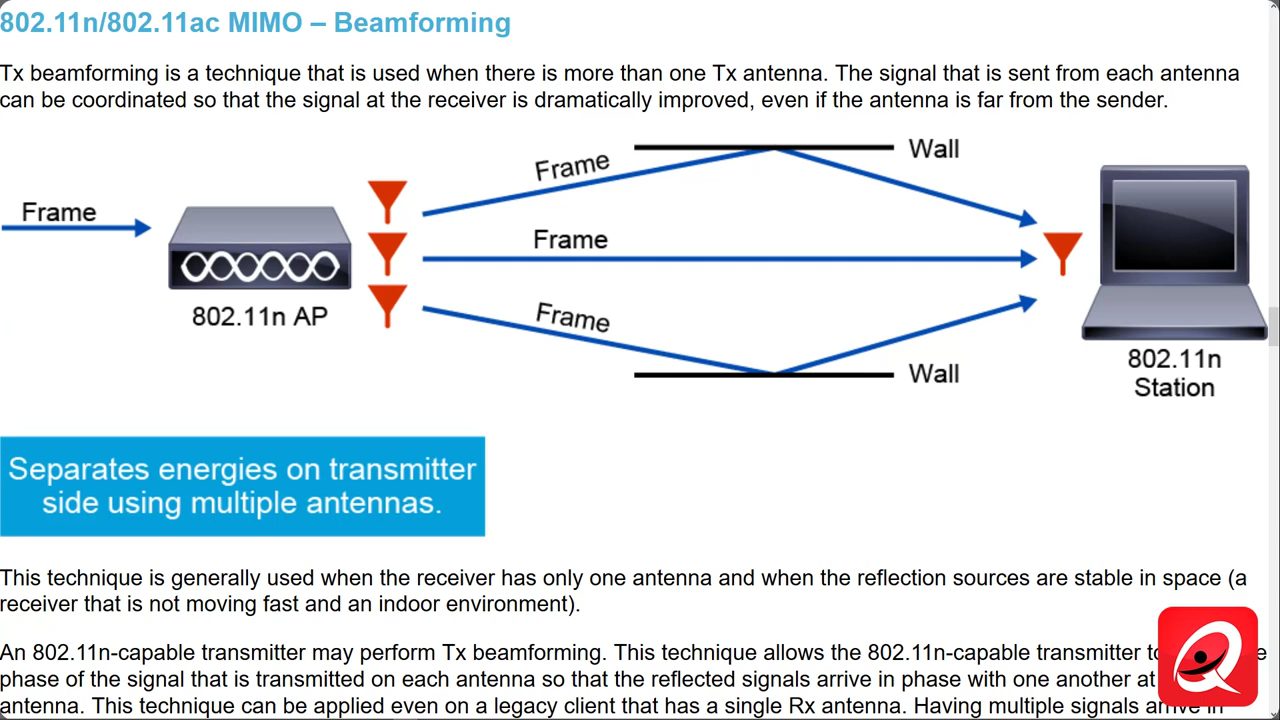 802.11n/802.11ac MIMO – Beamforming
Tx beamforming is a technique that is used when there is more than one Tx antenna. The signal that is sent from each antenna
can be coordinated so that the signal at the receiver is dramatically improved, even if the antenna is far from the sender.
Frame
802.11n AP
Frame
Frame
Frame
Wall
Wall
802.11n
Station
Separates energies on transmitter
side using multiple antennas.
This technique is generally used when the receiver has only one antenna and when the reflection sources are stable in space (a
receiver that is not moving fast and an indoor environment).
An 802.11n-capable transmitter may perform Tx beamforming. This technique allows the 802.11n-capable transmitter
phase of the signal that is transmitted on each antenna so that the reflected signals arrive in phase with one another at
antenna. This technique can be applied even on a legacy client that has a single Rx antenna. Having multiple signals arrive in